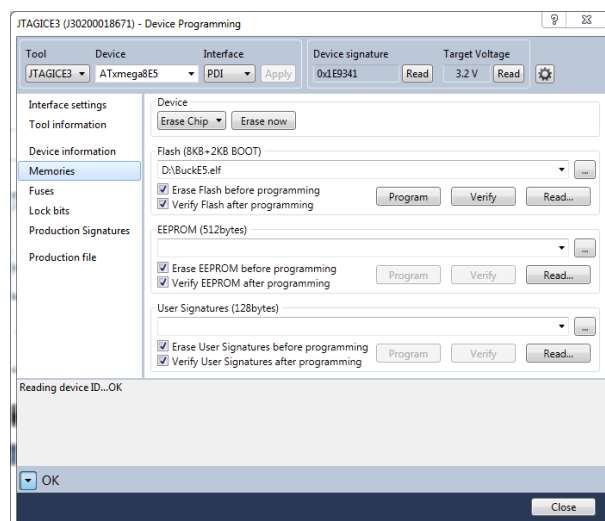 JTAGICE3 (J30200018671) - Device Programming
Tool Device Interface Device signature Target Voltage
JTAGICE3 ATxmega8E5 PDI Apply 0x1E9341 Read 3.2 V Read
Interface settings
Tool information
Device information
Memories
Fuses
Lock bits
Production Signatures
Production file
Device
Erase Chip Erase now
Flash (8KB+2KB BOOT)
D:\BuckE5.elf ...
Erase Flash before programming
Verify Flash after programming
Program Verify Read...
EEPROM (512bytes)
...
Erase EEPROM before programming
Verify EEPROM after programming
Program Verify Read...
User Signatures (128bytes)
...
Erase User Signatures before programming
Verify User Signatures after programming
Program Verify Read...
Reading device ID...OK
OK
Close